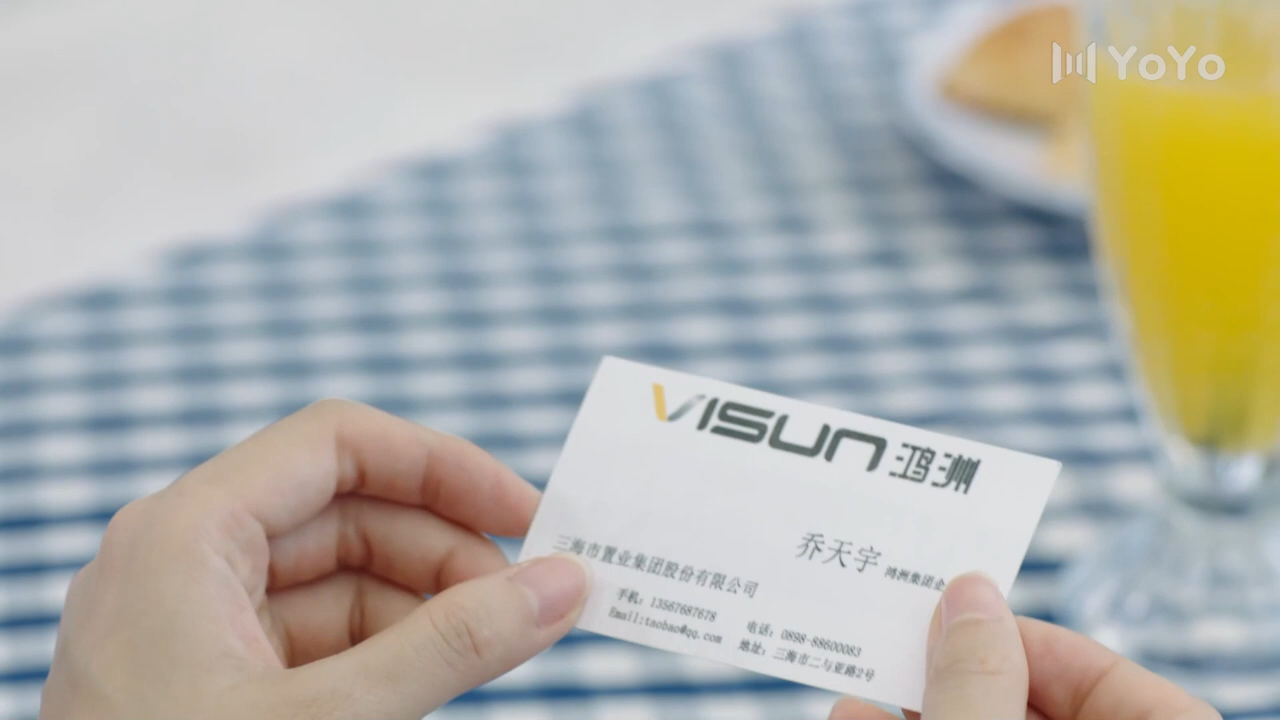 YoYo
VISUN 鸿洲
乔天宇 鸿洲集团企
三海市置业集团股份有限公司
手机：13567687678
电话：0898-88600083
Email:taobao@qq.com
地址：三海市二与亚路2号